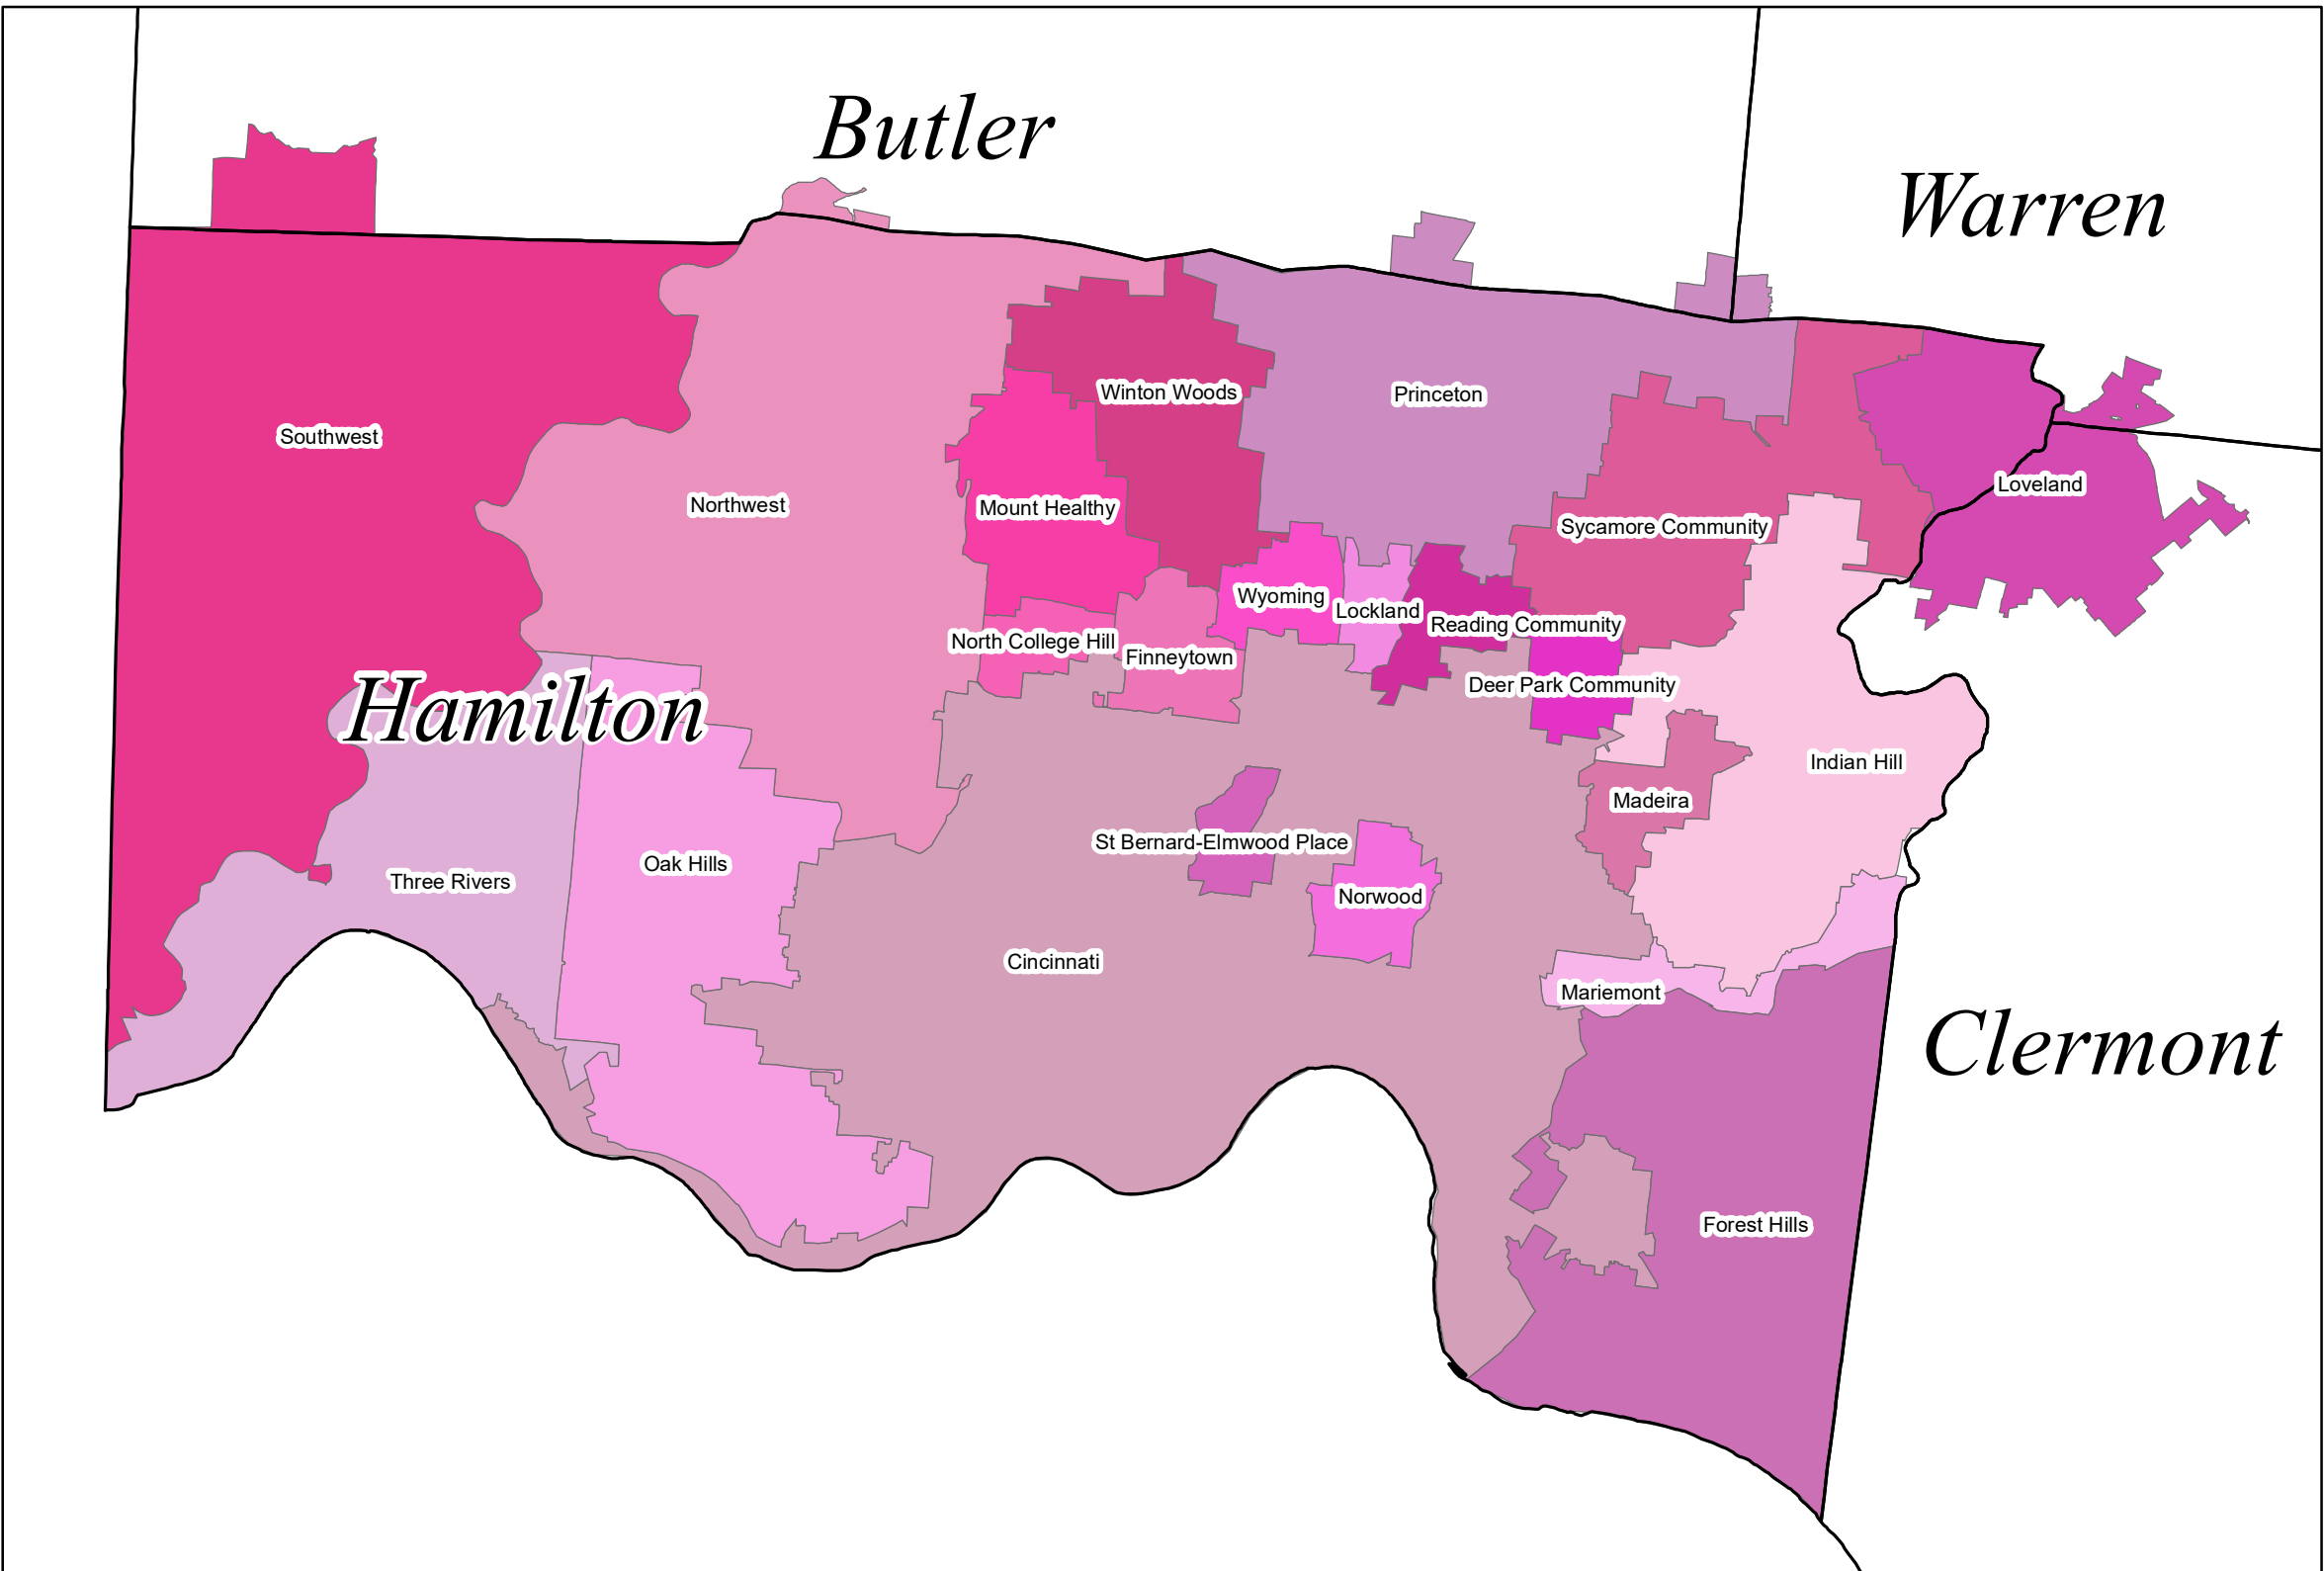 Butler
Warren
Winton Woods
Princeton
Southwest
Loveland
Northwest
Mount Healthy
Sycamore Community
Wyoming
Lockland
Reading Community
North College Hill
Finneytown
Deer Park Community
Hamilton
Indian Hill
Madeira
St Bernard-Elmwood Place
Oak Hills
Three Rivers
Norwood
Cincinnati
Mariemont
Clermont
Forest Hills